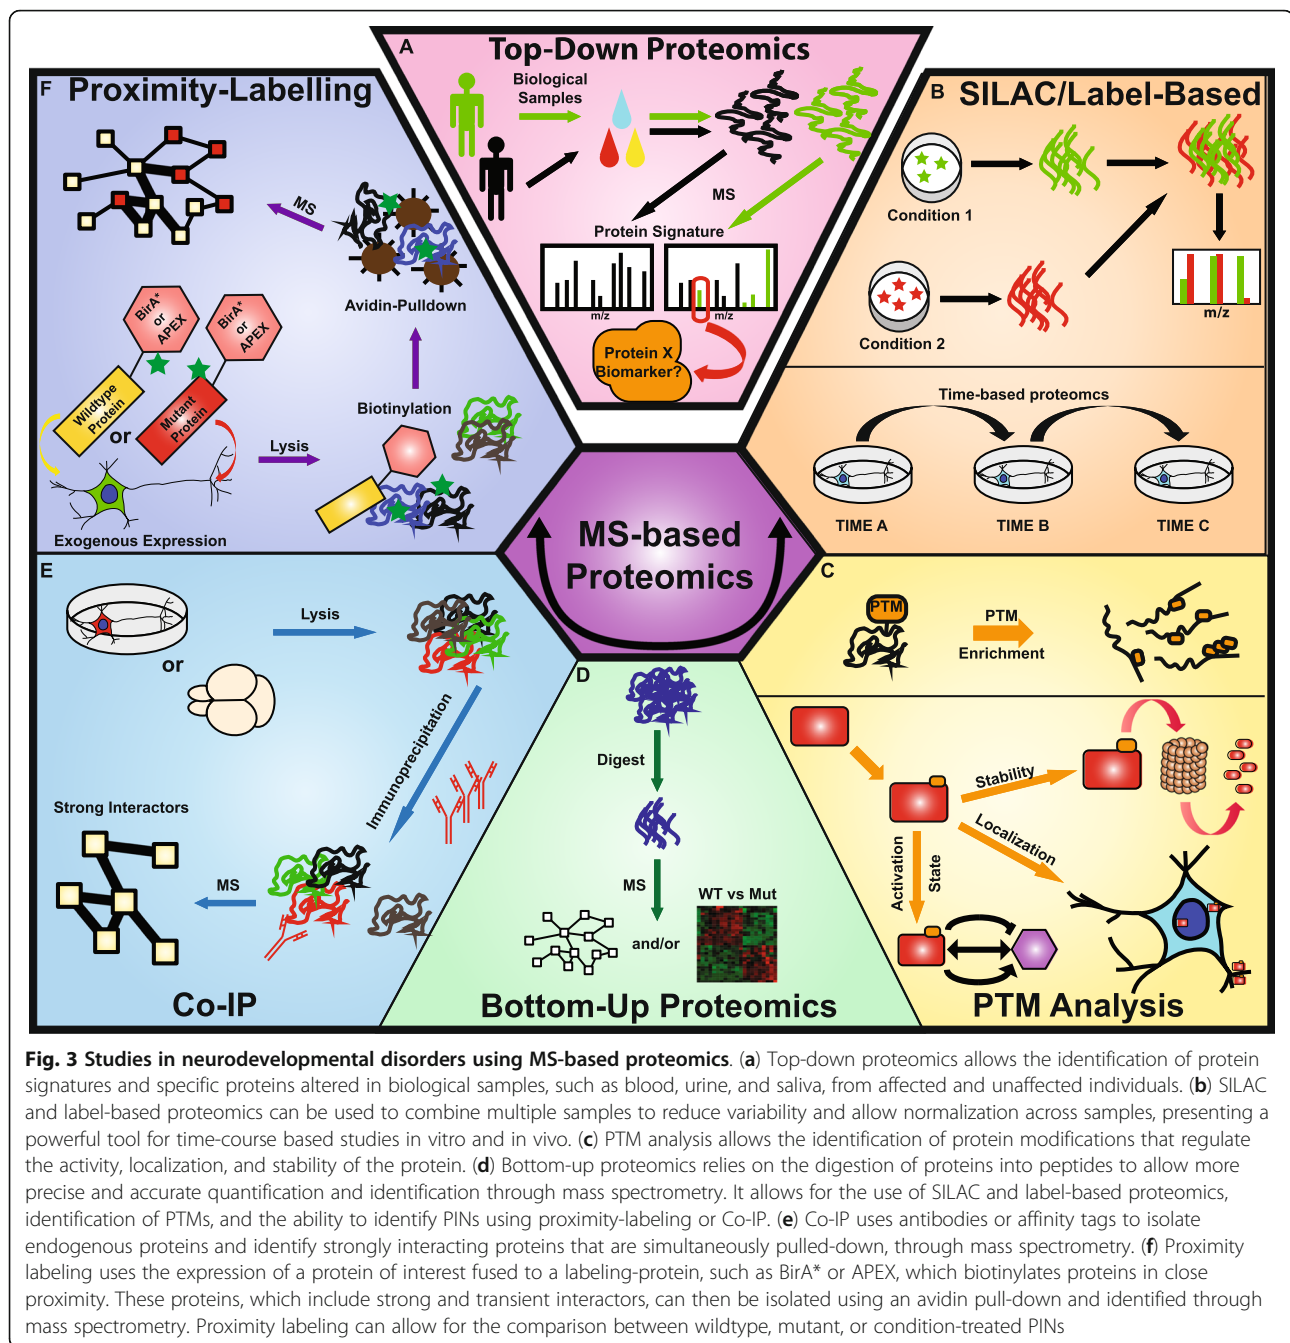 A
Top-Down Proteomics
Biological
Samples
MS
Protein Signature
m/z
m/z
Protein X
Biomarker?
B
SILAC/Label-Based
Condition 1
Condition 2
m/z
Time-based proteomcs
TIME A
TIME B
TIME C
C
PTM
PTM
Enrichment
Stability
Localization
Activation
State
PTM Analysis
D
Digest
MS
WT vs Mut
and/or
Bottom-Up Proteomics
E
Lysis
or
Immunoprecipitation
Strong Interactors
MS
Co-IP
F
Proximity-Labelling
MS
Avidin-Pulldown
BirA*
or
APEX
BirA*
or
APEX
Wildtype
Protein
or
Mutant
Protein
Lysis
Biotinylation
Exogenous Expression
MS-based
Proteomics
Fig. 3 Studies in neurodevelopmental disorders using MS-based proteomics. (a) Top-down proteomics allows the identification of protein
signatures and specific proteins altered in biological samples, such as blood, urine, and saliva, from affected and unaffected individuals. (b) SILAC
and label-based proteomics can be used to combine multiple samples to reduce variability and allow normalization across samples, presenting a
powerful tool for time-course based studies in vitro and in vivo. (c) PTM analysis allows the identification of protein modifications that regulate
the activity, localization, and stability of the protein. (d) Bottom-up proteomics relies on the digestion of proteins into peptides to allow more
precise and accurate quantification and identification through mass spectrometry. It allows for the use of SILAC and label-based proteomics,
identification of PTMs, and the ability to identify PINs using proximity-labeling or Co-IP. (e) Co-IP uses antibodies or affinity tags to isolate
endogenous proteins and identify strongly interacting proteins that are simultaneously pulled-down, through mass spectrometry. (f) Proximity
labeling uses the expression of a protein of interest fused to a labeling-protein, such as BirA* or APEX, which biotinylates proteins in close
proximity. These proteins, which include strong and transient interactors, can then be isolated using an avidin pull-down and identified through
mass spectrometry. Proximity labeling can allow for the comparison between wildtype, mutant, or condition-treated PINs